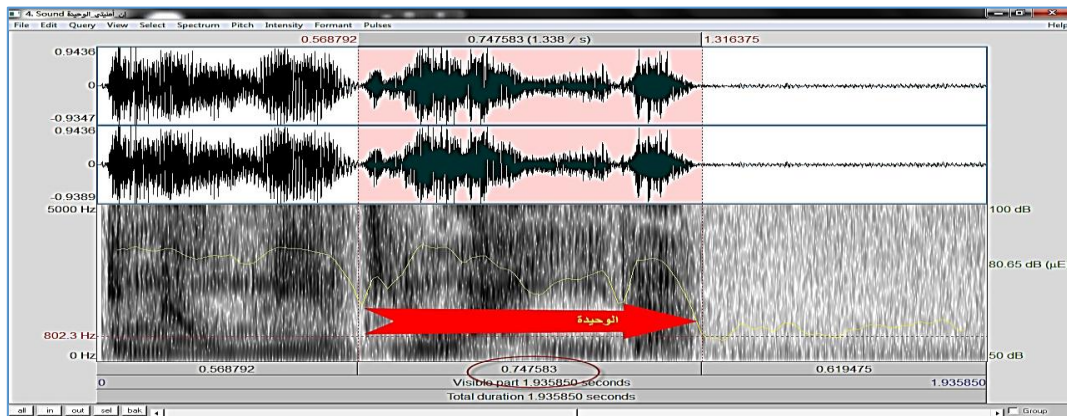 4. Sound ان أمنيتي الوحيدة
File Edit Query View Select Spectrum Pitch Intensity Formant Pulses Help
0.568792 0.747583 (1.338 / s) 1.316375
0.9436
0
-0.9347
0.9436
0
-0.9389
5000 Hz 100 dB
80.65 dB (µE
الوحيدة
802.3 Hz
0 Hz 50 dB
0.568792 0.747583 0.619475
0 Visible part 1.935850 seconds 1.935850
Total duration 1.935850 seconds
all in out sel bak Group